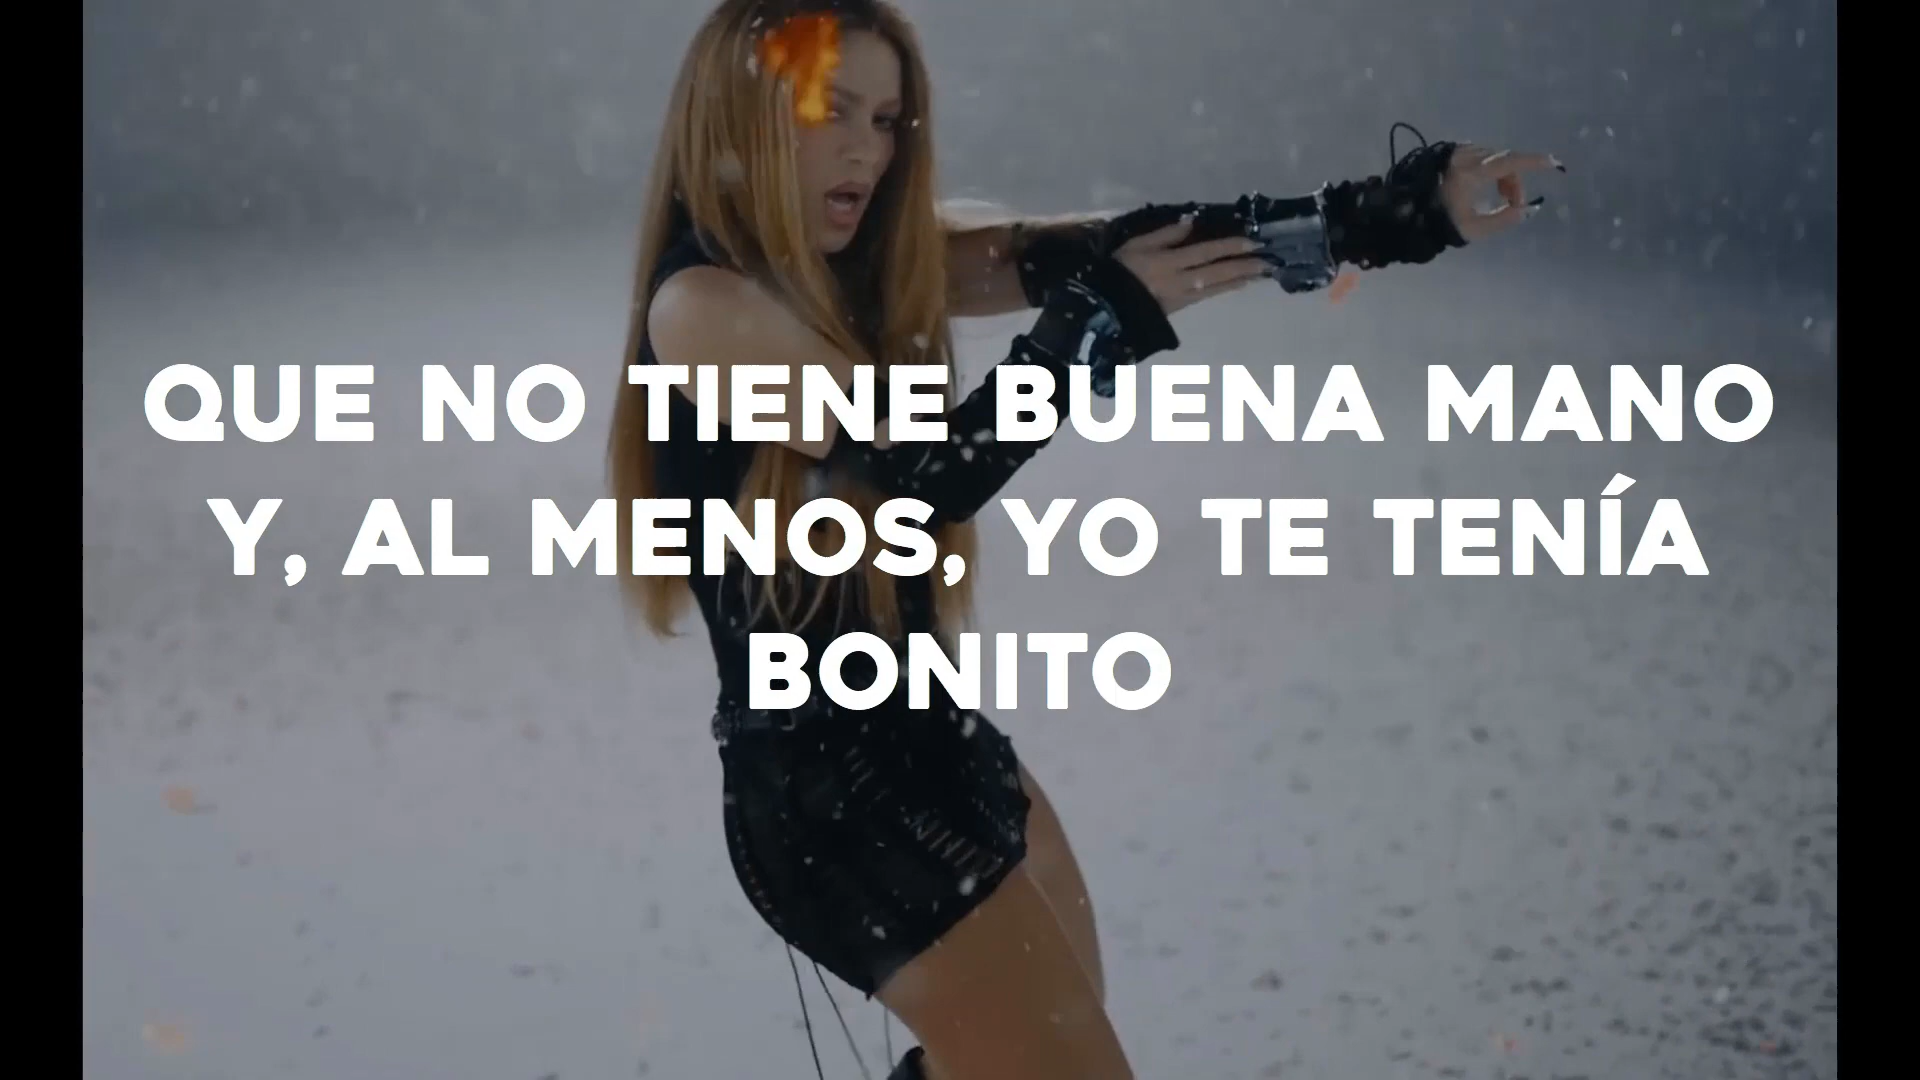 QUE NO TIENE BUENA MANO
Y, AL MENOS, YO TE TENÍA
BONITO